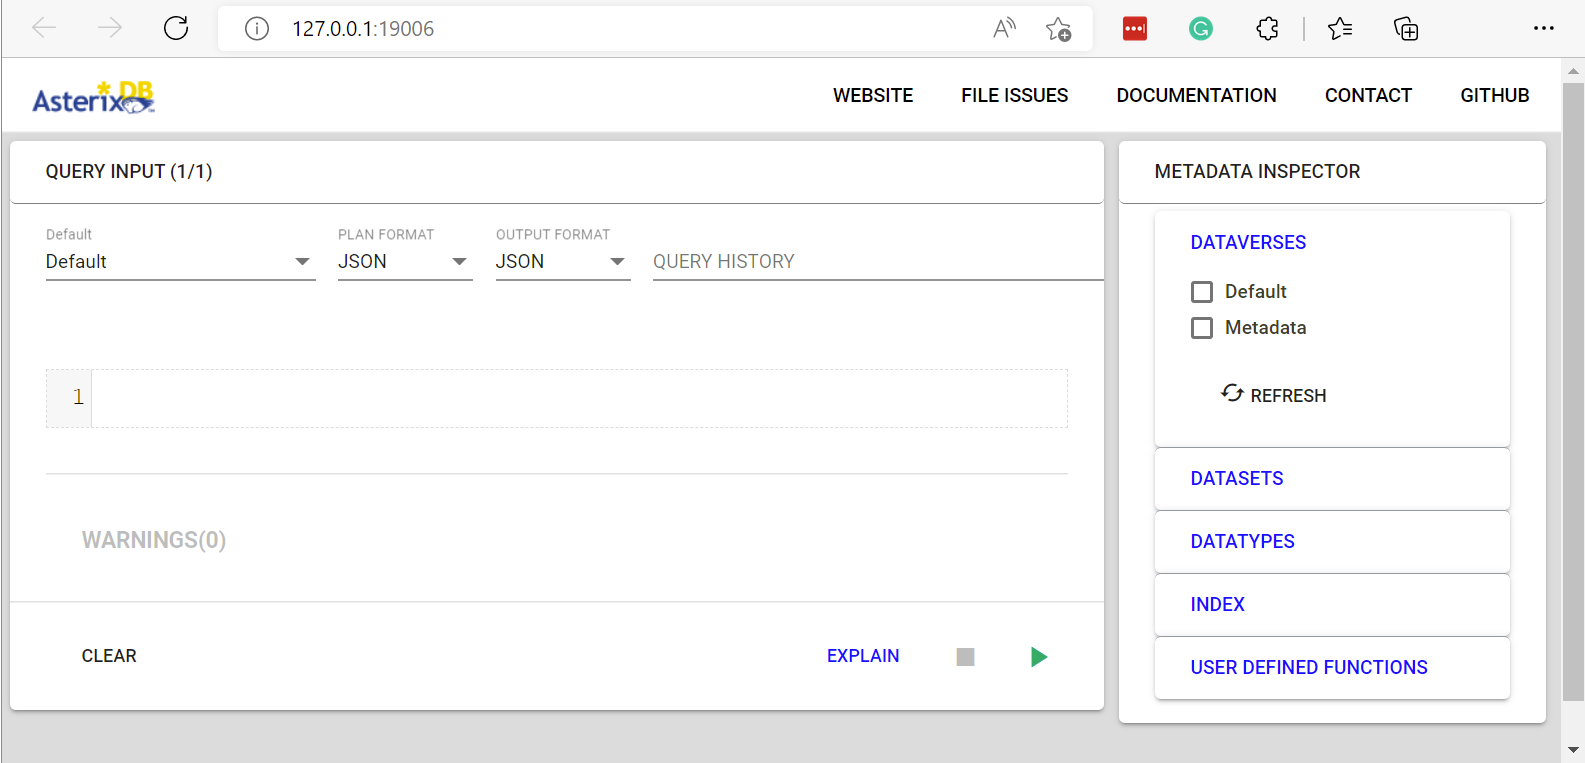 127.0.0.1:19006
AsterixDB
WEBSITE FILE ISSUES DOCUMENTATION CONTACT GITHUB
QUERY INPUT (1/1)
Default PLAN FORMAT OUTPUT FORMAT
Default JSON JSON QUERY HISTORY
1
WARNINGS(0)
CLEAR EXPLAIN
METADATA INSPECTOR
DATAVERSES
Default
Metadata
REFRESH
DATASETS
DATATYPES
INDEX
USER DEFINED FUNCTIONS